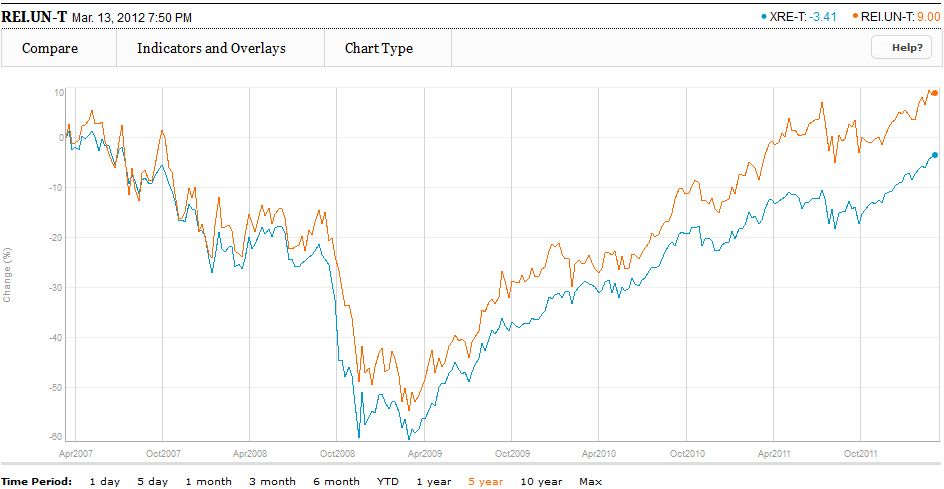 REI.UN-T Mar. 13, 2012 7:50 PM XRE-T: -3.41 REI.UN-T: 9.00
Compare Indicators and Overlays Chart Type Help?
10
0
-10
-20
-30
-40
-50
-60
Change (%)
Apr2007 Oct2007 Apr2008 Oct2008 Apr2009 Oct2009 Apr2010 Oct2010 Apr2011 Oct2011
Time Period: 1 day 5 day 1 month 3 month 6 month YTD 1 year 5 year 10 year Max